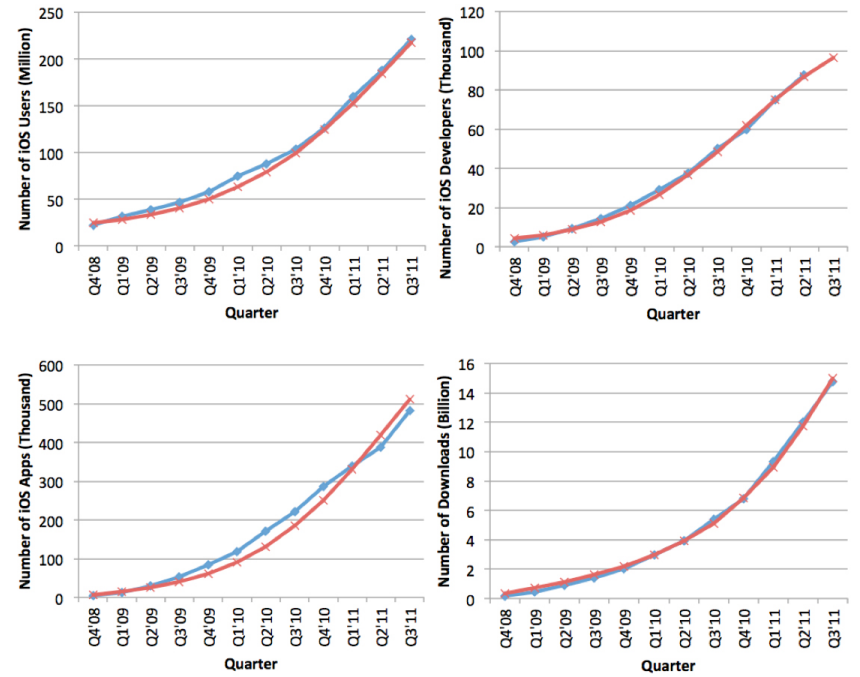 Number of iOS Users (Million)
250
200
150
100
50
0
Q4'08
Q1'09
Q2'09
Q3'09
Q4'09
Q1'10
Q2'10
Q3'10
Q4'10
Q1'11
Q2'11
Q3'11
Quarter
Number of iOS Developers (Thousand)
120
100
80
60
40
20
0
Q4'08
Q1'09
Q2'09
Q3'09
Q4'09
Q1'10
Q2'10
Q3'10
Q4'10
Q1'11
Q2'11
Q3'11
Quarter
Number of iOS Apps (Thousand)
600
500
400
300
200
100
0
Q4'08
Q1'09
Q2'09
Q3'09
Q4'09
Q1'10
Q2'10
Q3'10
Q4'10
Q1'11
Q2'11
Q3'11
Quarter
Number of Downloads (Billion)
16
14
12
10
8
6
4
2
0
Q4'08
Q1'09
Q2'09
Q3'09
Q4'09
Q1'10
Q2'10
Q3'10
Q4'10
Q1'11
Q2'11
Q3'11
Quarter